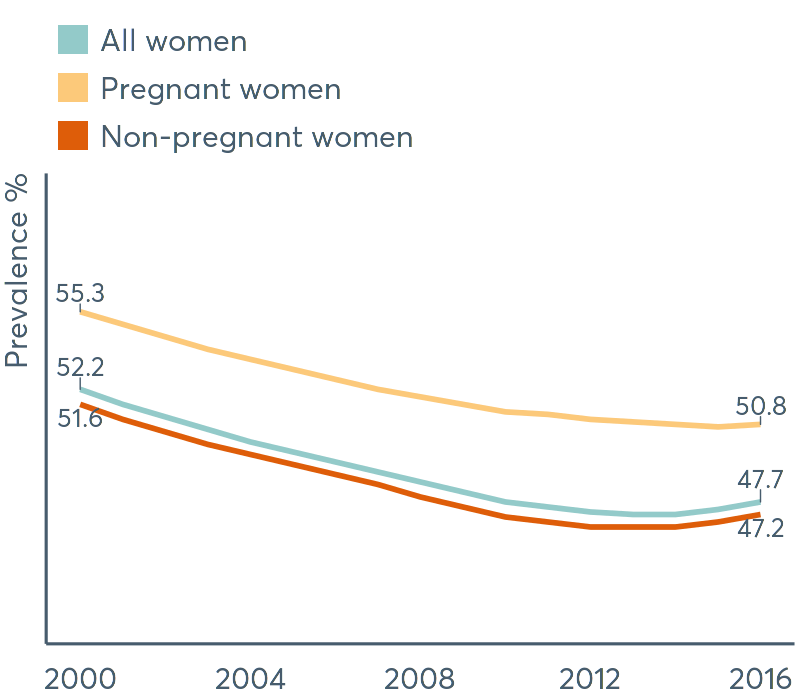 All women
Pregnant women
Non-pregnant women
Prevalence %
55.3
52.2
51.6
50.8
47.7
47.2
2000 2004 2008 2012 2016